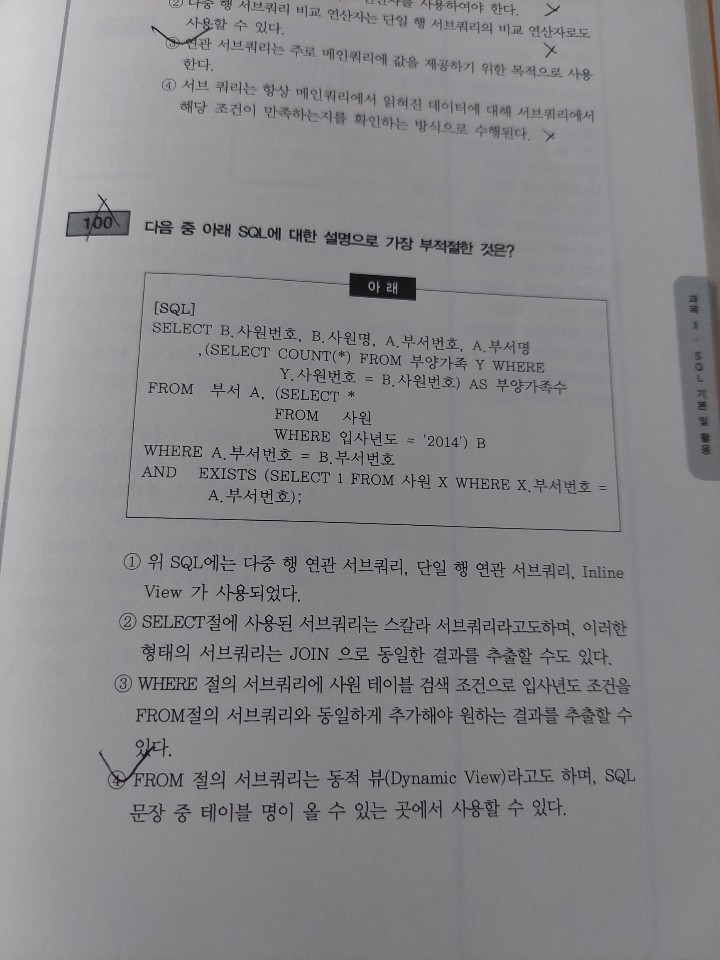 ② 다중 행 서브쿼리 비교 연산자는 단일 행 서브쿼리의 비교 연산자로도
사용할 수 있다.
③ 연관 서브쿼리는 주로 메인쿼리에 값을 제공하기 위한 목적으로 사용
한다.
④ 서브 쿼리는 항상 메인쿼리에서 읽혀진 데이터에 대해 서브쿼리에서
해당 조건이 만족하는지를 확인하는 방식으로 수행된다.
100 다음 중 아래 SQL에 대한 설명으로 가장 부적절한 것은?
아래
[SQL]
SELECT B.사원번호, B.사원명, A.부서번호, A.부서명
,(SELECT COUNT(*) FROM 부양가족 Y WHERE
Y.사원번호 = B.사원번호) AS 부양가족수
FROM 부서 A, (SELECT *
FROM 사원
WHERE 입사년도 = '2014') B
WHERE A.부서번호 = B.부서번호
AND EXISTS (SELECT 1 FROM 사원 X WHERE X.부서번호 =
A.부서번호);
① 위 SQL에는 다중 행 연관 서브쿼리, 단일 행 연관 서브쿼리, Inline
View 가 사용되었다.
② SELECT절에 사용된 서브쿼리는 스칼라 서브쿼리라고도하며, 이러한
형태의 서브쿼리는 JOIN 으로 동일한 결과를 추출할 수도 있다.
③ WHERE 절의 서브쿼리에 사원 테이블 검색 조건으로 입사년도 조건을
FROM절의 서브쿼리와 동일하게 추가해야 원하는 결과를 추출할 수
있다.
④ FROM 절의 서브쿼리는 동적 뷰(Dynamic View)라고도 하며, SQL
문장 중 테이블 명이 올 수 있는 곳에서 사용할 수 있다.
과목 Ⅱ · SQL 기본 및 활용